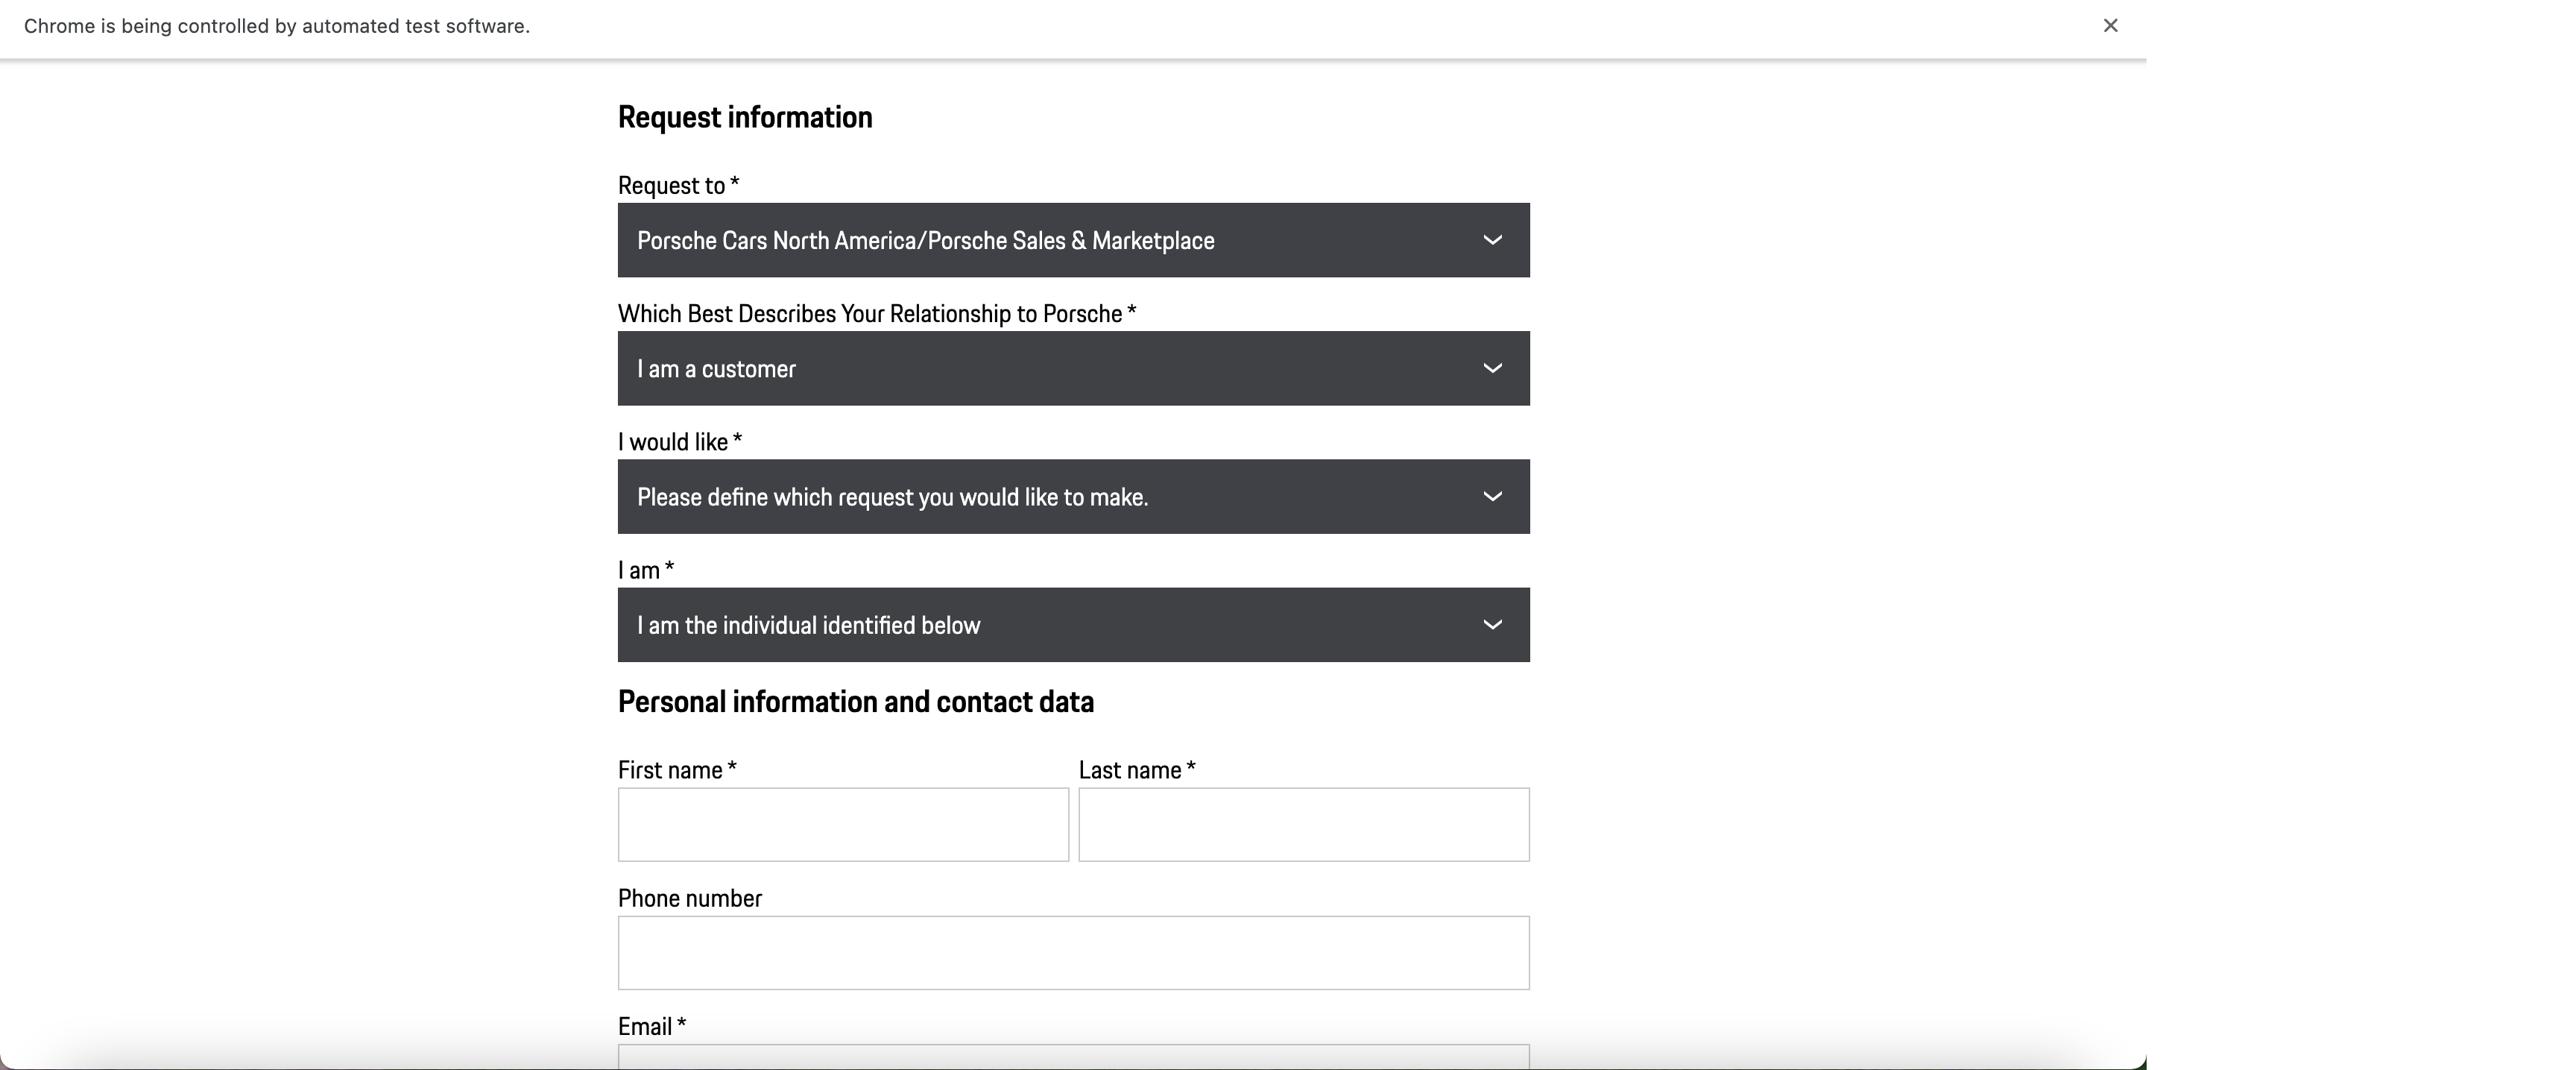 Chrome is being controlled by automated test software.
Request information
Request to *
Porsche Cars North America/Porsche Sales & Marketplace
Which Best Describes Your Relationship to Porsche *
I am a customer
I would like *
Please define which request you would like to make.
I am *
I am the individual identified below
Personal information and contact data
First name * Last name *
Phone number
Email *